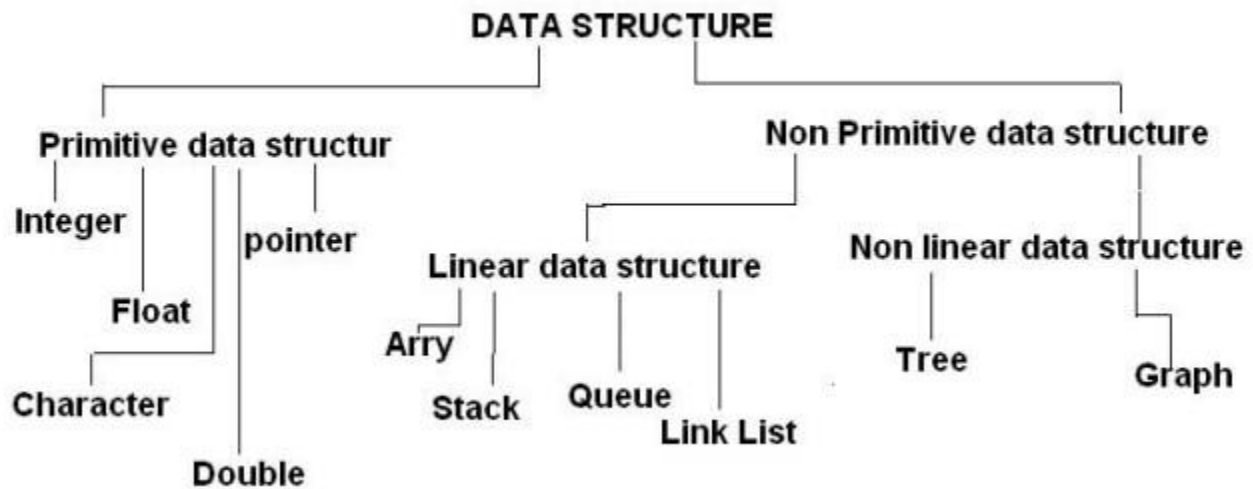 DATA STRUCTURE
Primitive data structur
Non Primitive data structure
Integer
pointer
Float
Character
Double
Linear data structure
Arry
Stack
Queue
Link List
Non linear data structure
Tree
Graph